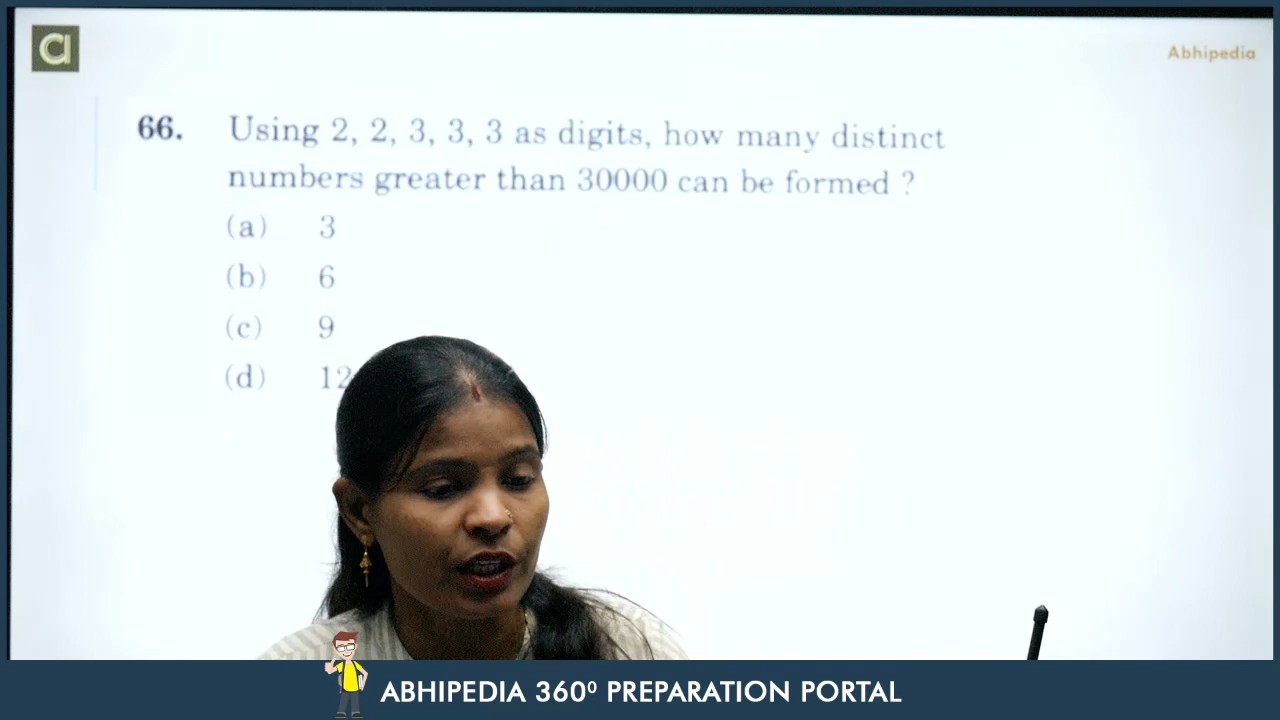 Abhipedia
66. Using 2, 2, 3, 3, 3 as digits, how many distinct
numbers greater than 30000 can be formed ?
(a) 3
(b) 6
(c) 9
(d) 12
ABHIPEDIA 360⁰ PREPARATION PORTAL